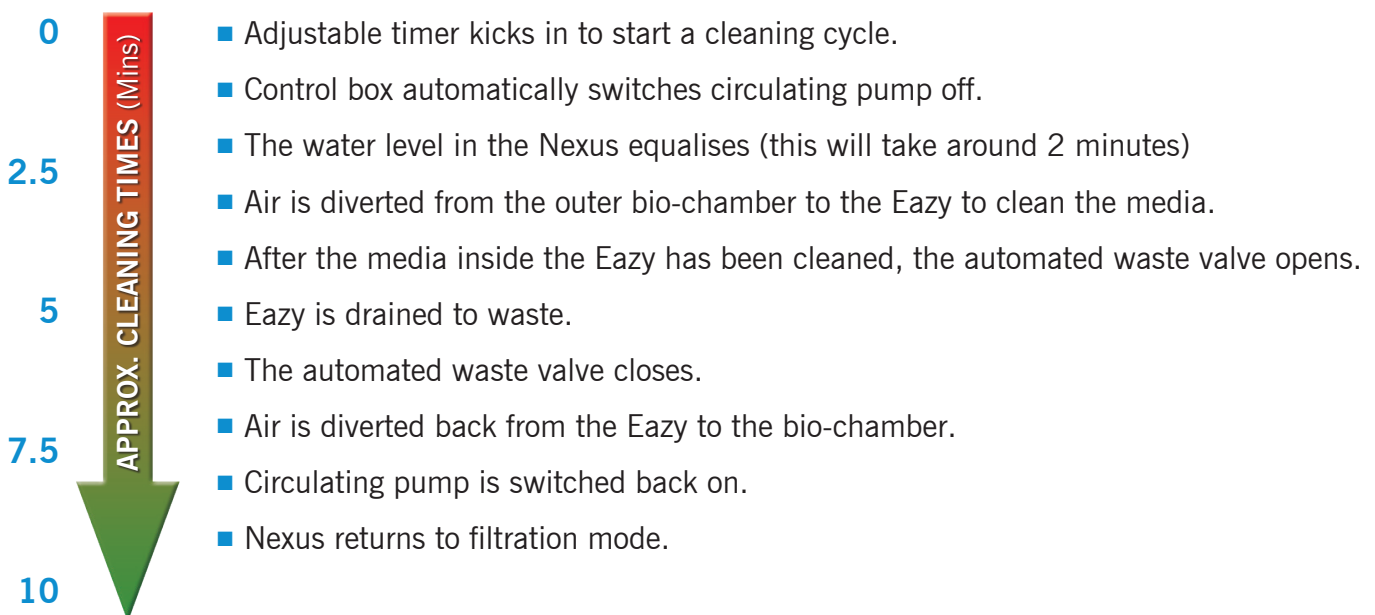 0
APPROX. CLEANING TIMES (Mins)
■ Adjustable timer kicks in to start a cleaning cycle.
■ Control box automatically switches circulating pump off.
■ The water level in the Nexus equalises (this will take around 2 minutes)
2.5
■ Air is diverted from the outer bio-chamber to the Eazy to clean the media.
■ After the media inside the Eazy has been cleaned, the automated waste valve opens.
5
■ Eazy is drained to waste.
■ The automated waste valve closes.
■ Air is diverted back from the Eazy to the bio-chamber.
7.5
■ Circulating pump is switched back on.
■ Nexus returns to filtration mode.
10